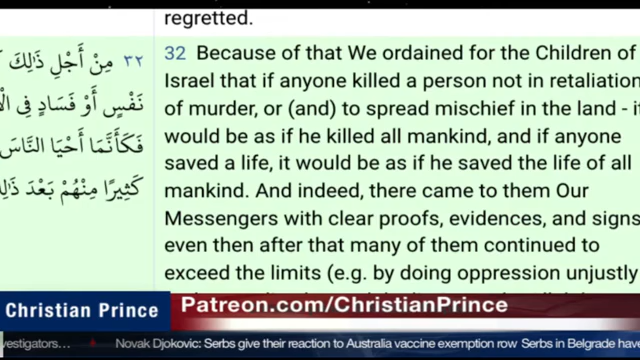 regretted.
٣٢ مِنْ أَجْلِ ذَٰلِكَ
نَفْسٍ أَوْ فَسَادٍ فِى
فَكَأَنَّمَا أَحْيَا النَّاسَ
كَثِيرًا مِنْهُمْ بَعْدَ
32 Because of that We ordained for the Children of
Israel that if anyone killed a person not in retaliation
of murder, or (and) to spread mischief in the land -
would be as if he killed all mankind, and if anyone
saved a life, it would be as if he saved the life of all
mankind. And indeed, there came to them Our
Messengers with clear proofs, evidences, and signs
even then after that many of them continued to
exceed the limits (e.g. by doing oppression unjustly
Christian Prince
Patreon.com/ChristianPrince
Novak Djokovic: Serbs give their reaction to Australia vaccine exemption row Serbs in Belgrade